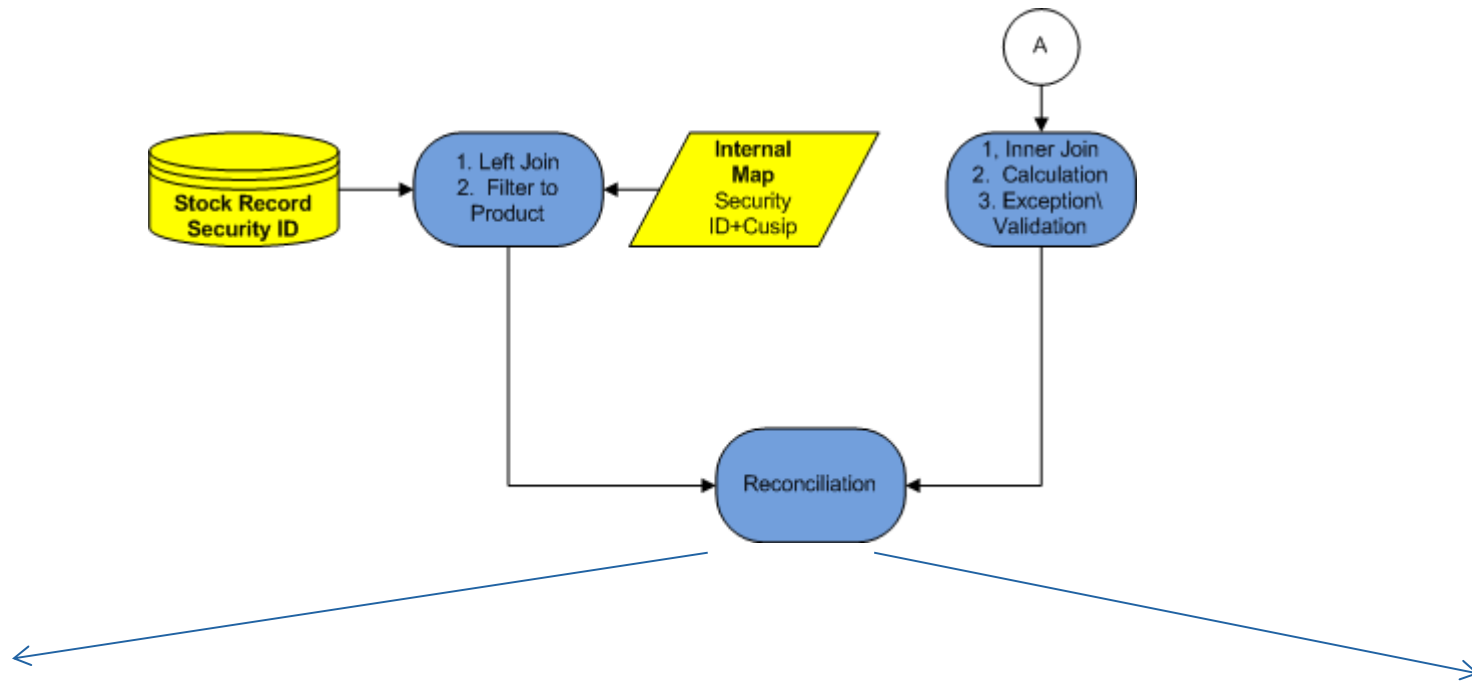 A
Stock Record
Security ID
1. Left Join
2. Filter to
Product
Internal
Map
Security
ID+Cusip
1, Inner Join
2. Calculation
3. Exception\
Validation
Reconciliation